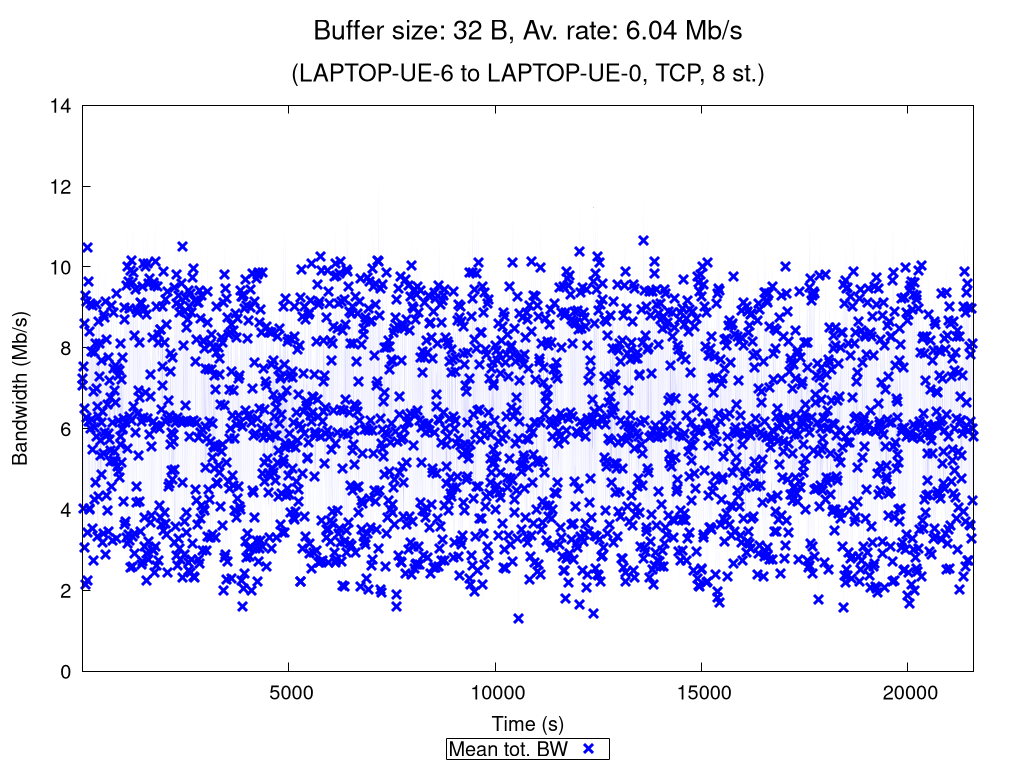 Buffer size: 32 B, Av. rate: 6.04 Mb/s
(LAPTOP-UE-6 to LAPTOP-UE-0, TCP, 8 st.)
14
12
10
8
6
4
2
0
Bandwidth (Mb/s)
5000 10000 15000 20000
Time (s)
Mean tot. BW